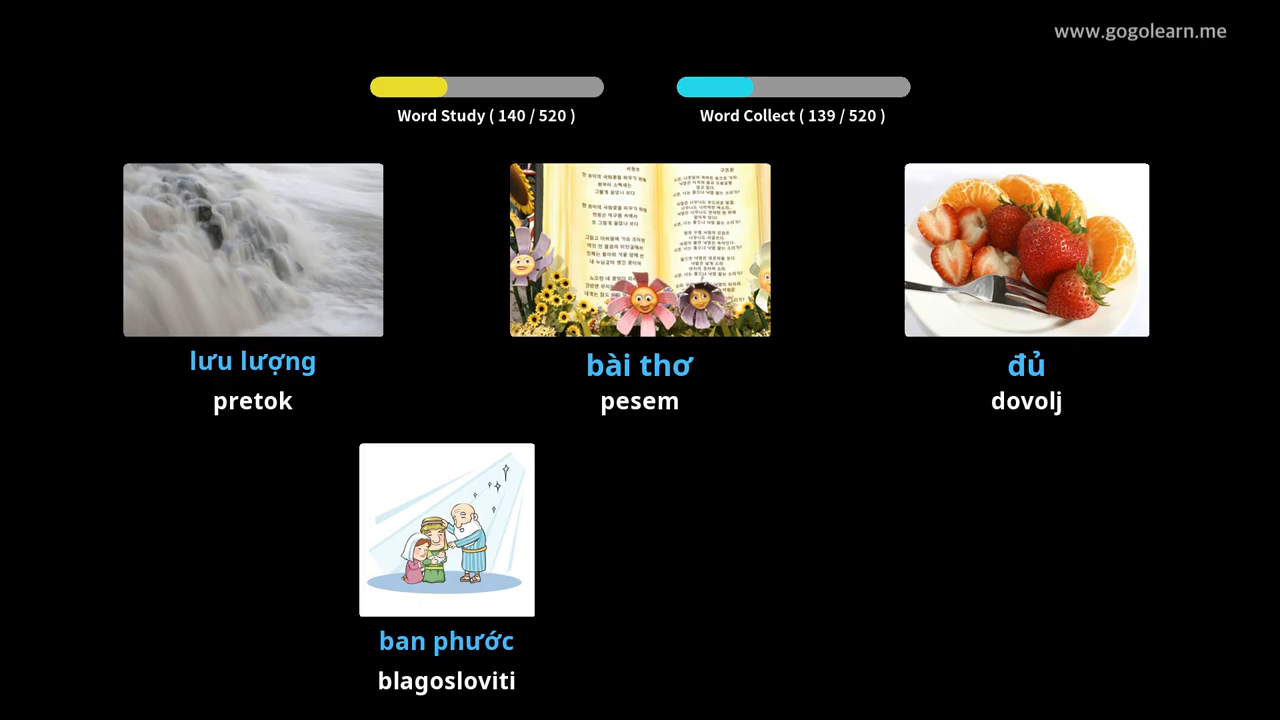 www.gogolearn.me
Word Study ( 140 / 520 )
Word Collect ( 139 / 520 )
lưu lượng
pretok
bài thơ
pesem
đủ
dovolj
ban phước
blagosloviti